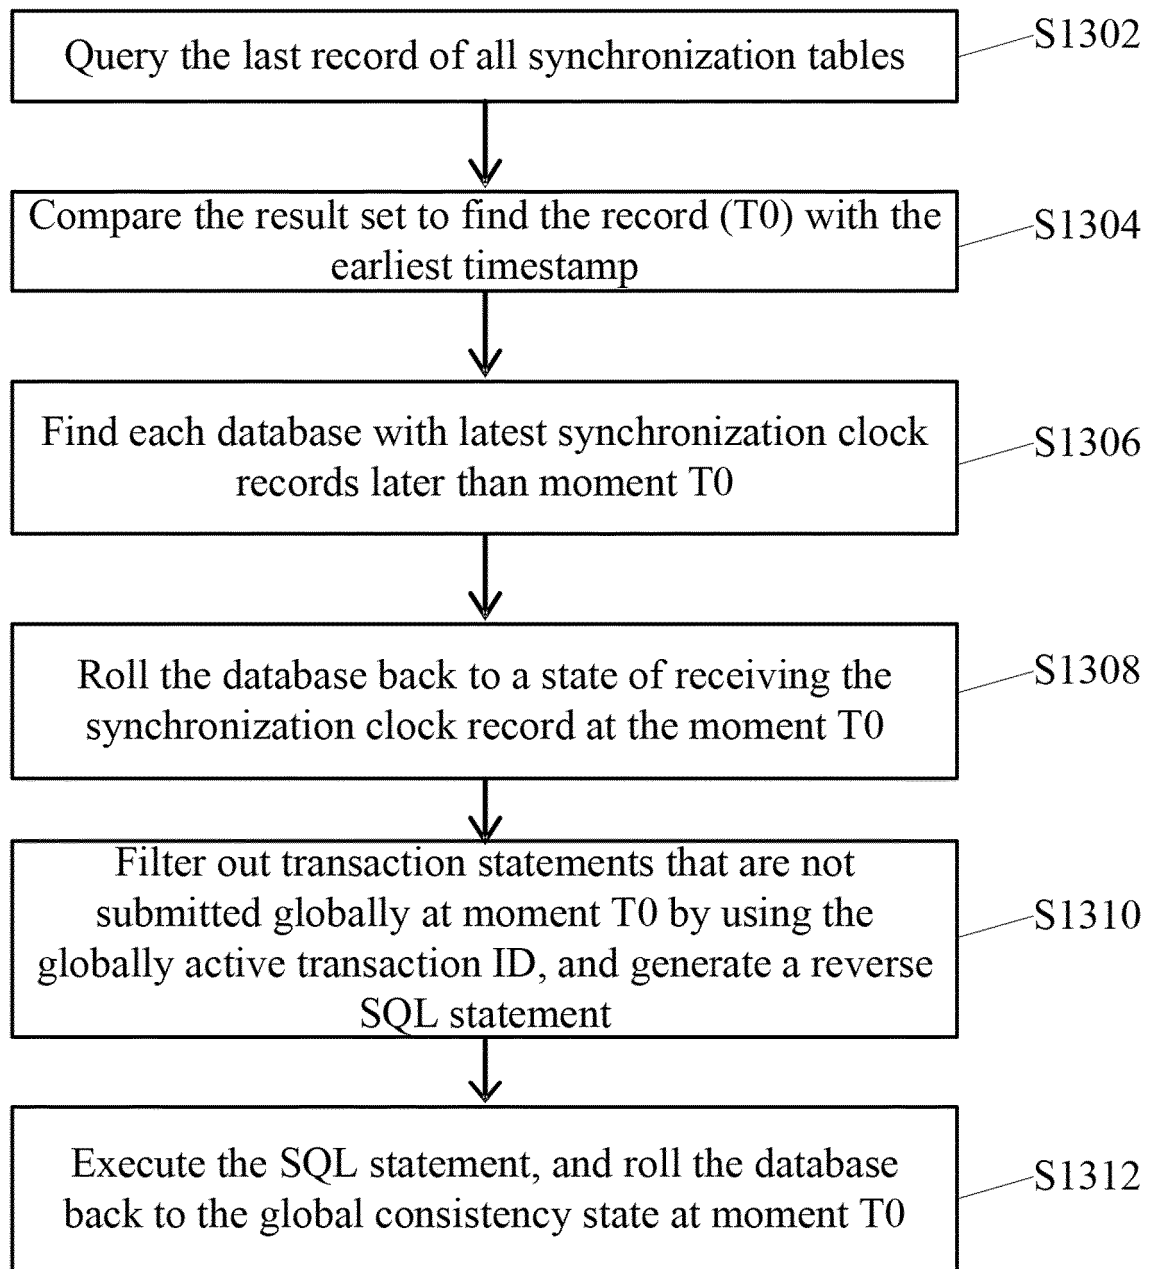 Query the last record of all synchronization tables
S1302
Compare the result set to find the record (T0) with the
earliest timestamp
S1304
Find each database with latest synchronization clock
records later than moment T0
S1306
Roll the database back to a state of receiving the
synchronization clock record at the moment T0
S1308
Filter out transaction statements that are not
submitted globally at moment T0 by using the
globally active transaction ID, and generate a reverse
SQL statement
S1310
Execute the SQL statement, and roll the database
back to the global consistency state at moment T0
S1312